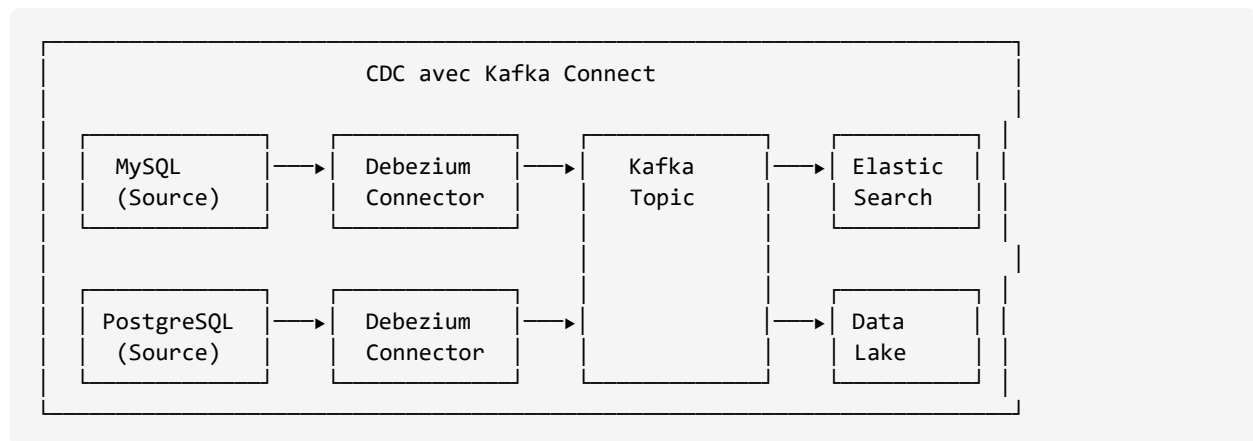 CDC avec Kafka Connect
MySQL Debezium Kafka Elastic
(Source) Connector Topic Search
PostgreSQL Debezium Data
(Source) Connector Lake